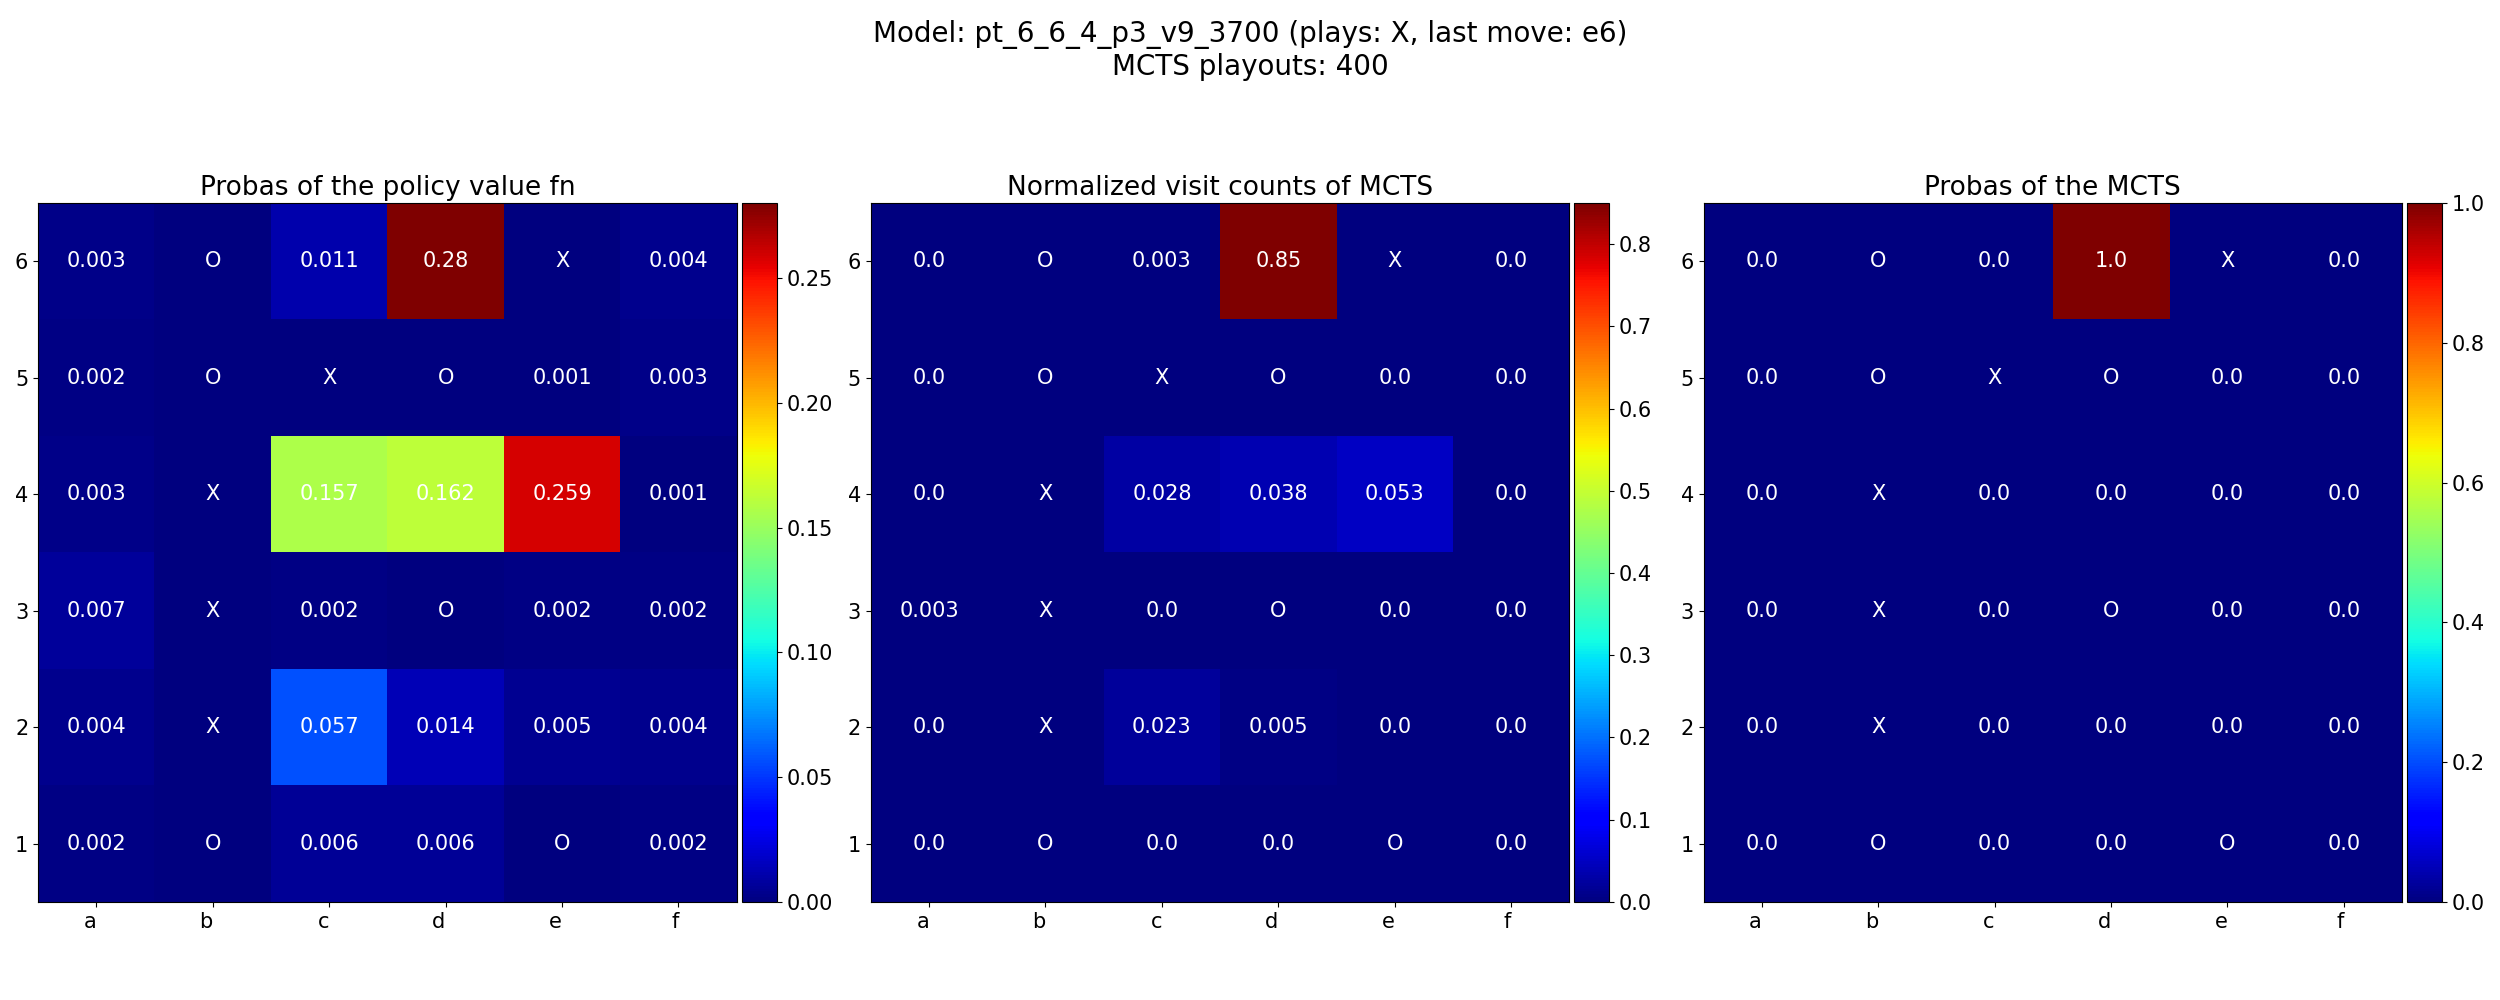 Model: pt_6_6_4_p3_v9_3700 (plays: X, last move: e6)
MCTS playouts: 400
Probas of the policy value fn
6 0.003 O 0.011 0.28 X 0.004
5 0.002 O X O 0.001 0.003
4 0.003 X 0.157 0.162 0.259 0.001
3 0.007 X 0.002 O 0.002 0.002
2 0.004 X 0.057 0.014 0.005 0.004
1 0.002 O 0.006 0.006 O 0.002
a b c d e f
0.25
0.20
0.15
0.10
0.05
0.00
Normalized visit counts of MCTS
6 0.0 O 0.003 0.85 X 0.0
5 0.0 O X O 0.0 0.0
4 0.0 X 0.028 0.038 0.053 0.0
3 0.003 X 0.0 O 0.0 0.0
2 0.0 X 0.023 0.005 0.0 0.0
1 0.0 O 0.0 0.0 O 0.0
a b c d e f
0.8
0.7
0.6
0.5
0.4
0.3
0.2
0.1
0.0
Probas of the MCTS
6 0.0 O 0.0 1.0 X 0.0
5 0.0 O X O 0.0 0.0
4 0.0 X 0.0 0.0 0.0 0.0
3 0.0 X 0.0 O 0.0 0.0
2 0.0 X 0.0 0.0 0.0 0.0
1 0.0 O 0.0 0.0 O 0.0
a b c d e f
1.0
0.8
0.6
0.4
0.2
0.0